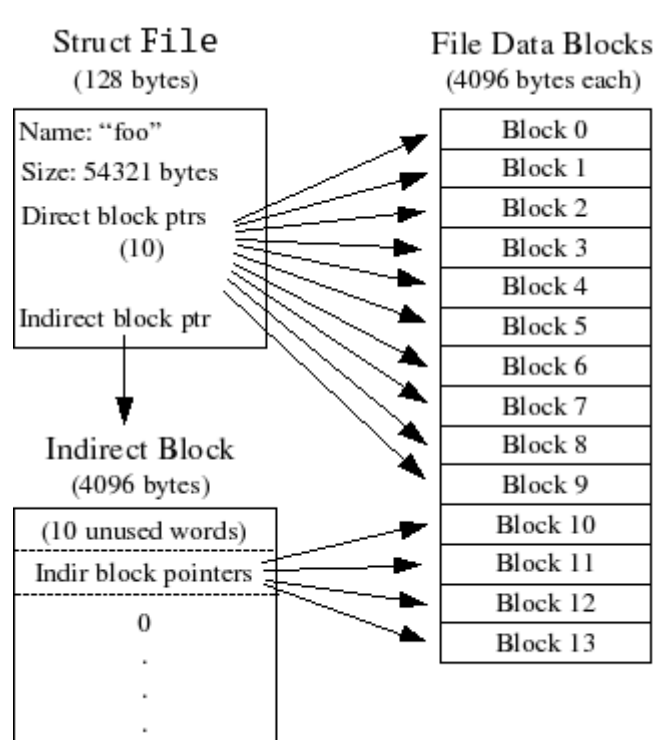 Struct File
(128 bytes)
Name: “foo”
Size: 54321 bytes
Direct block ptrs
(10)
Indirect block ptr
Indirect Block
(4096 bytes)
(10 unused words)
Indir block pointers
0
.
.
.
File Data Blocks
(4096 bytes each)
Block 0
Block 1
Block 2
Block 3
Block 4
Block 5
Block 6
Block 7
Block 8
Block 9
Block 10
Block 11
Block 12
Block 13